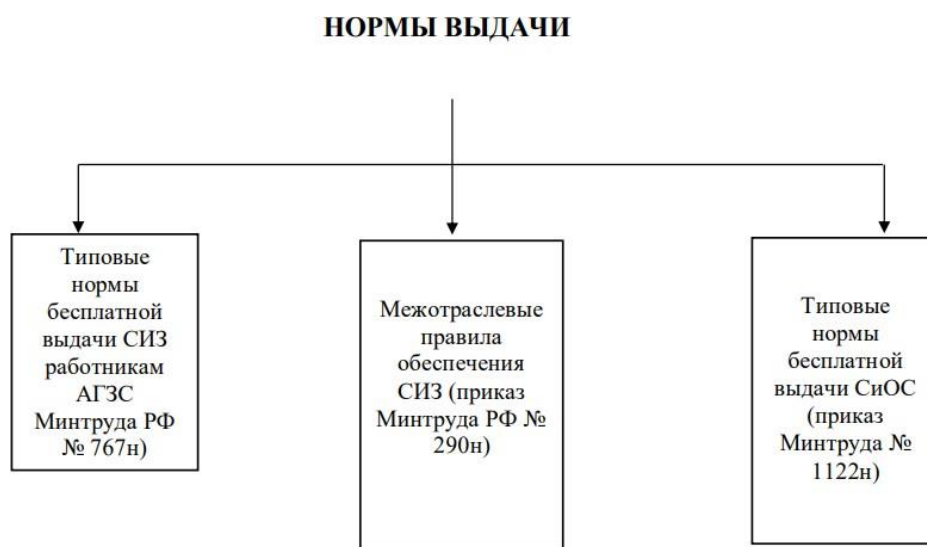 НОРМЫ ВЫДАЧИ
Типовые
нормы
бесплатной
выдачи СИЗ
работникам
АГЗС
Минтруда РФ
№ 767н)
Межотраслевые
правила
обеспечения
СИЗ (приказ
Минтруда РФ №
290н)
Типовые
нормы
бесплатной
выдачи СиОС
(приказ
Минтруда №
1122н)